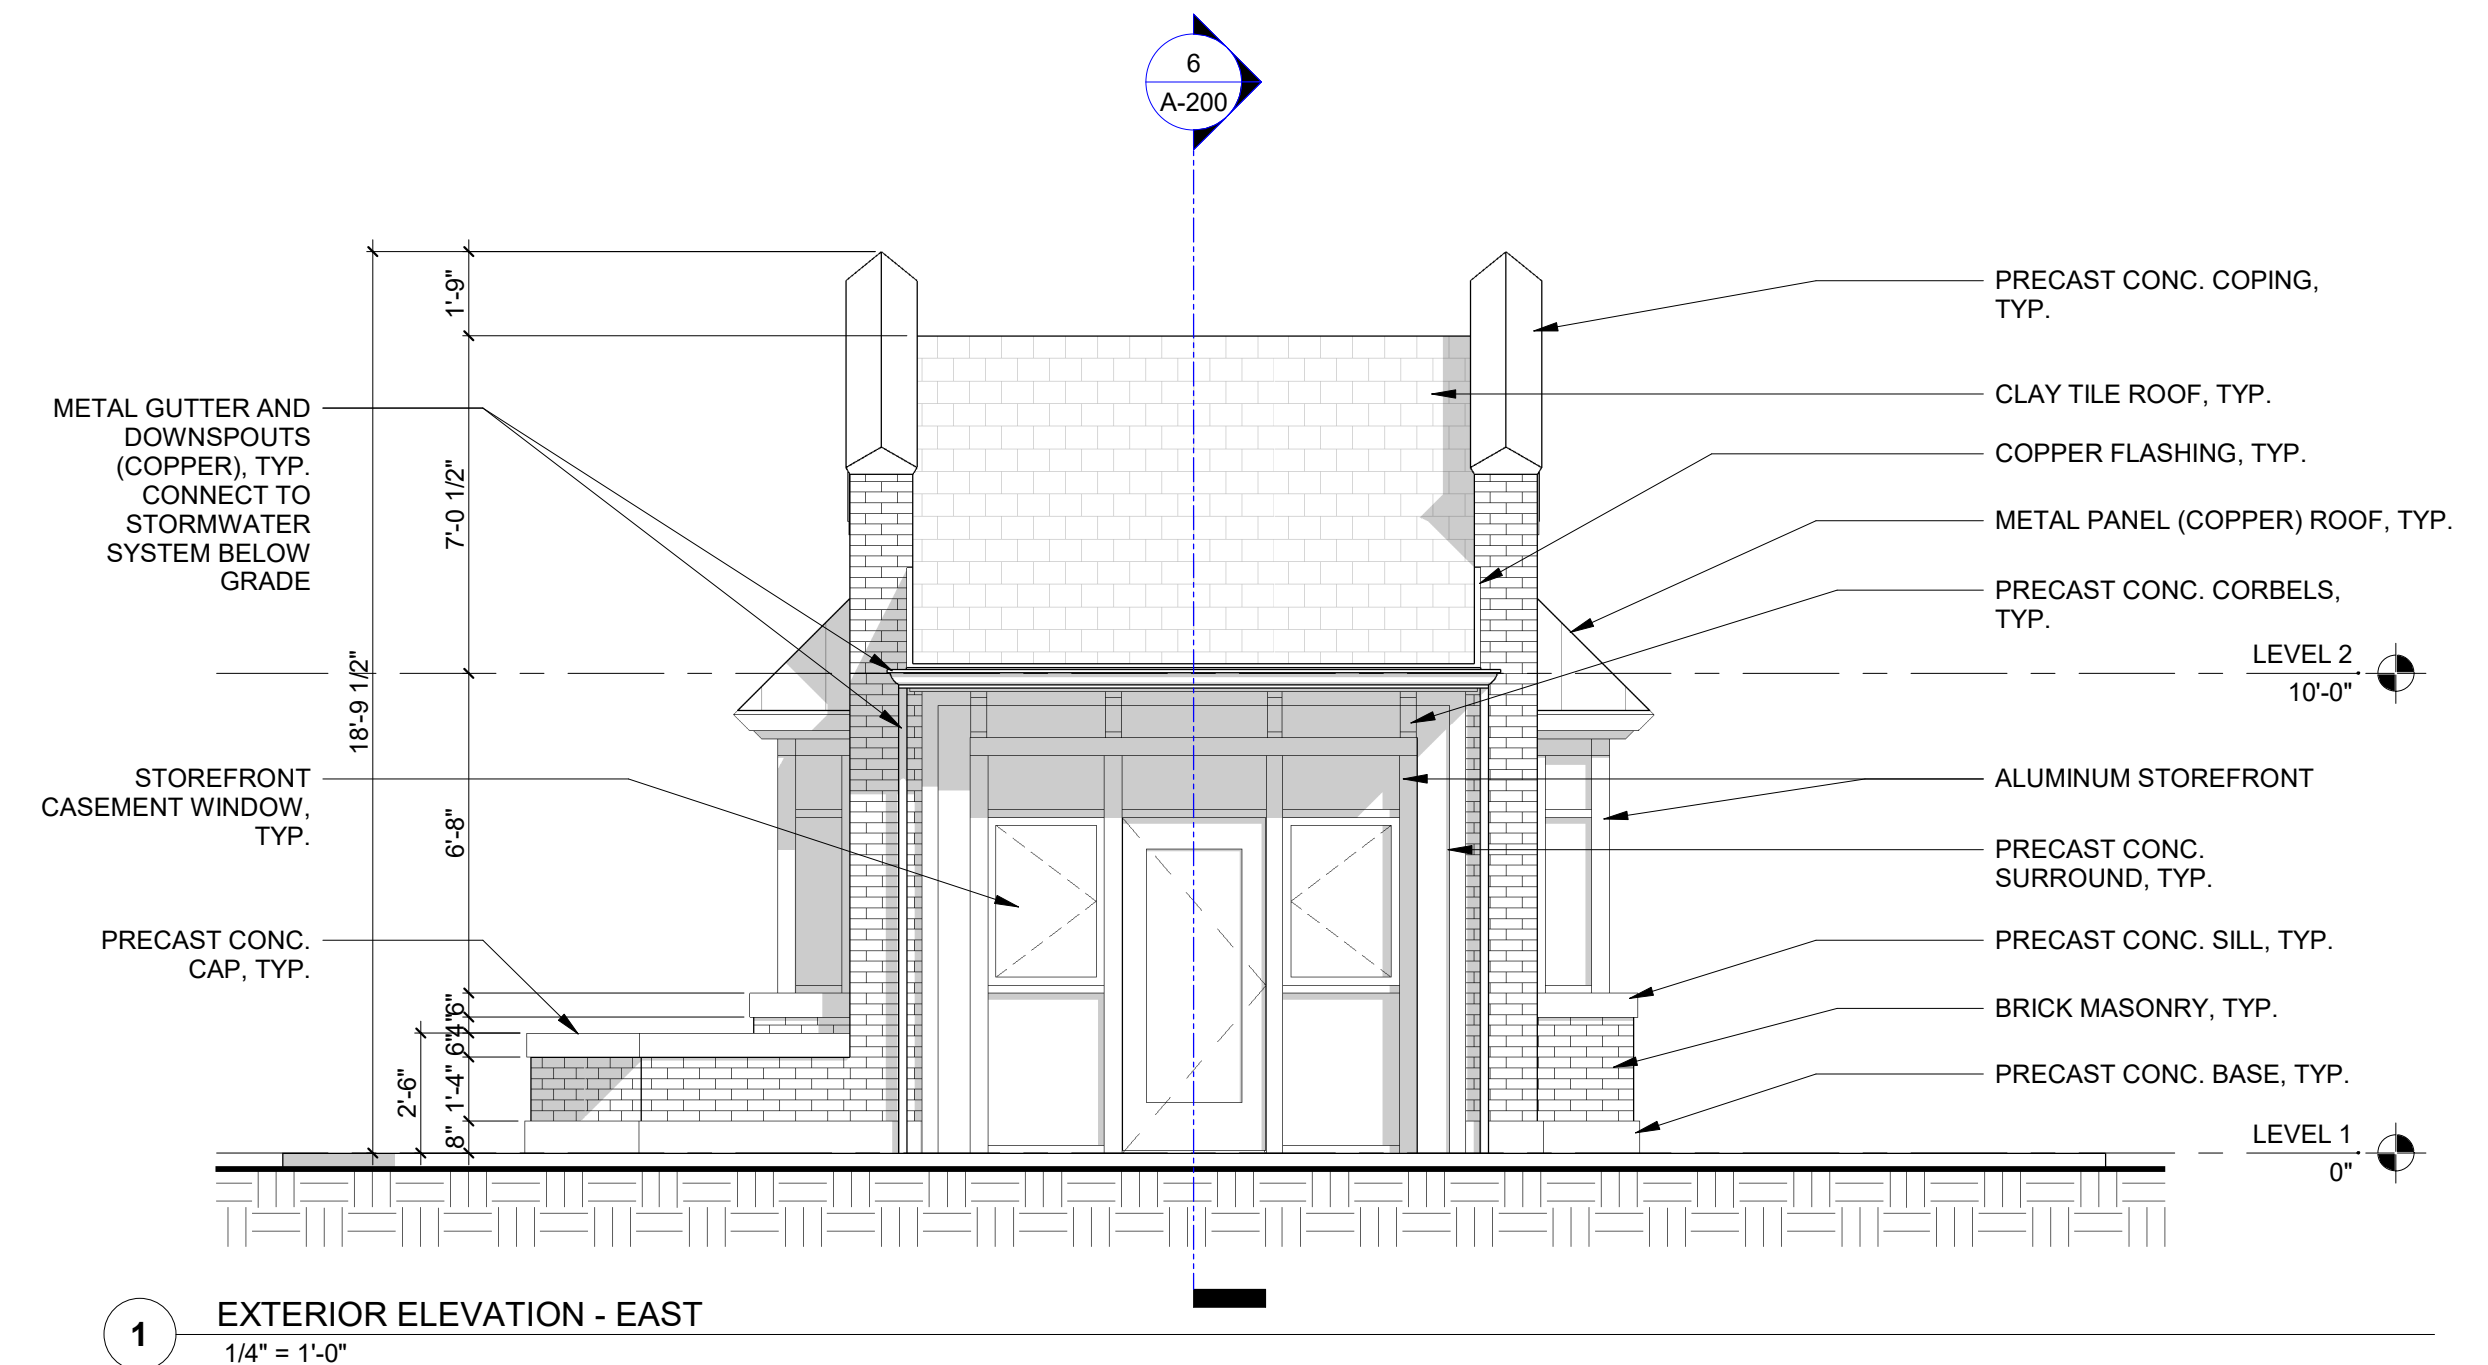 6
A-200
1'-9"
7'-0 1/2"
18'-9 1/2"
6'-8"
6"
4"
6"
1'-4"
2'-6"
8"
METAL GUTTER AND
DOWNSPOUTS
(COPPER), TYP.
CONNECT TO
STORMWATER
SYSTEM BELOW
GRADE
STOREFRONT
CASEMENT WINDOW,
TYP.
PRECAST CONC.
CAP, TYP.
PRECAST CONC. COPING,
TYP.
CLAY TILE ROOF, TYP.
COPPER FLASHING, TYP.
METAL PANEL (COPPER) ROOF, TYP.
PRECAST CONC. CORBELS,
TYP.
LEVEL 2
10'-0"
ALUMINUM STOREFRONT
PRECAST CONC.
SURROUND, TYP.
PRECAST CONC. SILL, TYP.
BRICK MASONRY, TYP.
PRECAST CONC. BASE, TYP.
LEVEL 1
0"
1
EXTERIOR ELEVATION - EAST
1/4" = 1'-0"